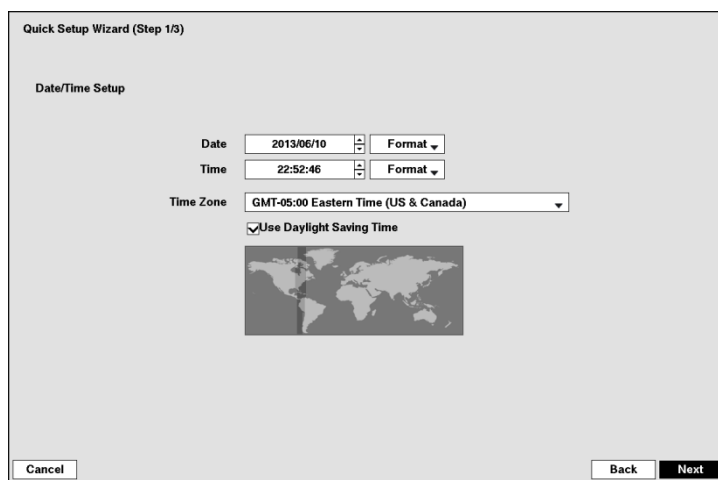 Quick Setup Wizard (Step 1/3)
Date/Time Setup
Date 2013/06/10 Format
Time 22:52:46 Format
Time Zone GMT-05:00 Eastern Time (US & Canada)
Use Daylight Saving Time
Cancel Back Next